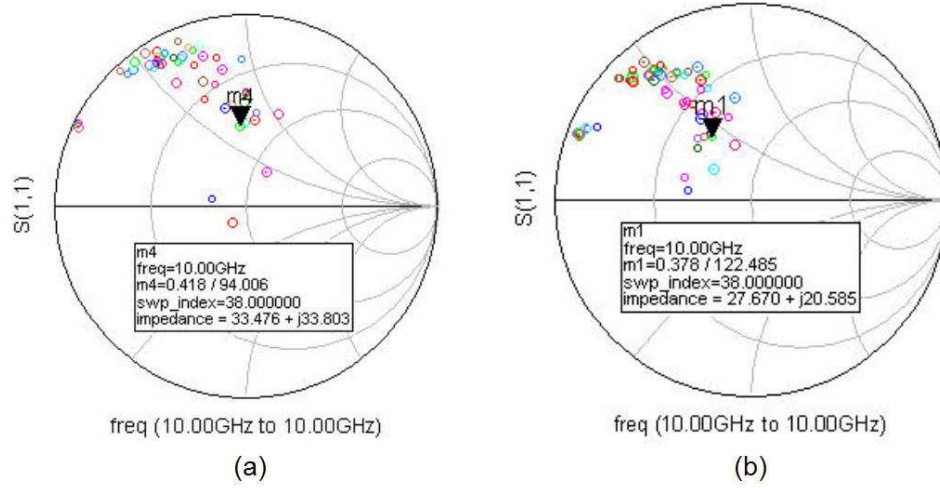 m4
S(1,1)
m4
freq=10.00GHz
m4=0.418 / 94.006
swp_index=38.000000
impedance = 33.476 + j33.803
freq (10.00GHz to 10.00GHz)
(a)
m1
S(1,1)
m1
freq=10.00GHz
m1=0.378 / 122.485
swp_index=38.000000
impedance = 27.670 + j20.585
freq (10.00GHz to 10.00GHz)
(b)